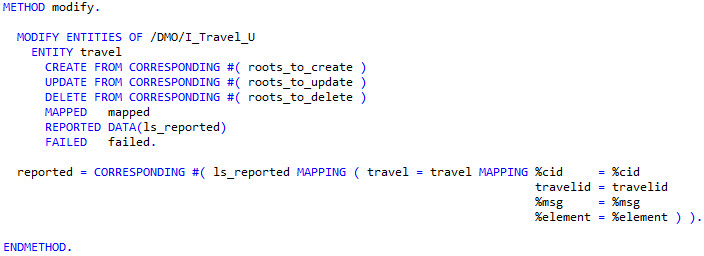 METHOD modify.
MODIFY ENTITIES OF /DMO/I_Travel_U
ENTITY travel
CREATE FROM CORRESPONDING #( roots_to_create )
UPDATE FROM CORRESPONDING #( roots_to_update )
DELETE FROM CORRESPONDING #( roots_to_delete )
MAPPED   mapped
REPORTED DATA(ls_reported)
FAILED   failed.
reported = CORRESPONDING #( ls_reported MAPPING ( travel = travel MAPPING %cid     = %cid
travelid = travelid
%msg     = %msg
%element = %element ) ).
ENDMETHOD.